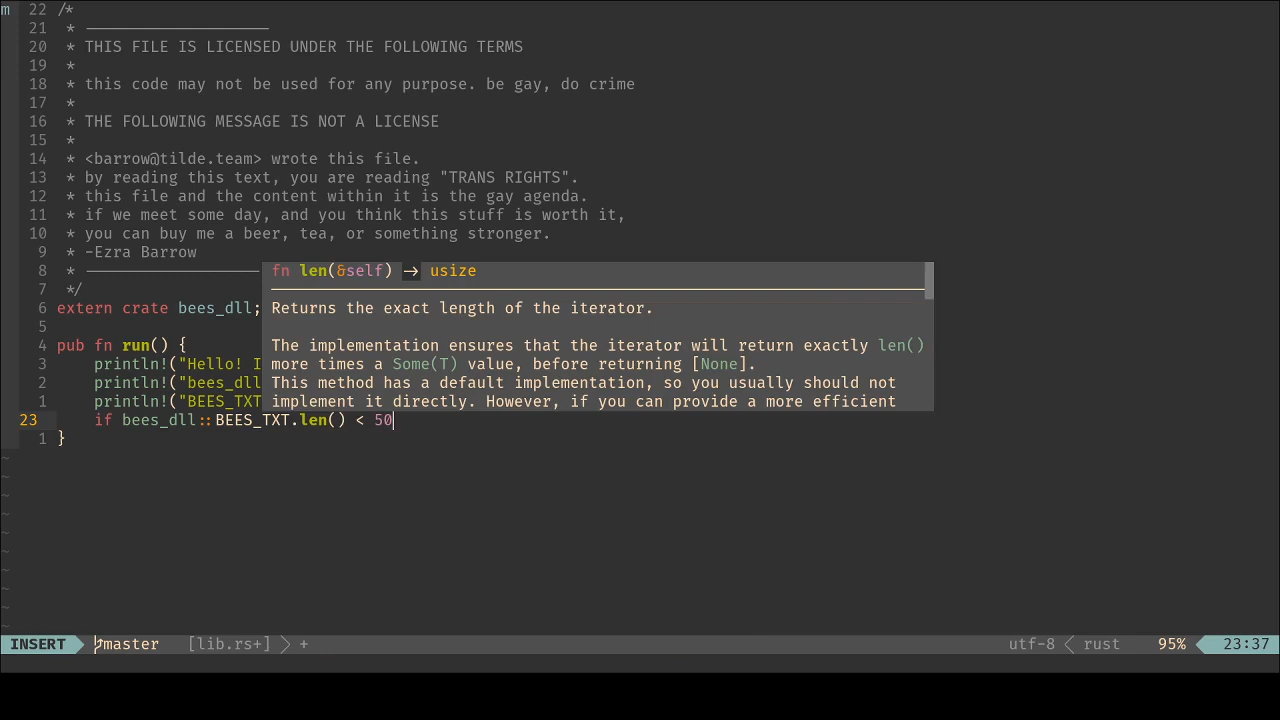 m 22 /*
21 * ────────────────────
20 * THIS FILE IS LICENSED UNDER THE FOLLOWING TERMS
19 *
18 * this code may not be used for any purpose. be gay, do crime
17 *
16 * THE FOLLOWING MESSAGE IS NOT A LICENSE
15 *
14 * <barrow@tilde.team> wrote this file.
13 * by reading this text, you are reading "TRANS RIGHTS".
12 * this file and the content within it is the gay agenda.
11 * if we meet some day, and you think this stuff is worth it,
10 * you can buy me a beer, tea, or something stronger.
9 * -Ezra Barrow
8 * ─────────────────── fn len(&self) → usize
7 */
6 extern crate bees_dll; Returns the exact length of the iterator.
5
4 pub fn run() { The implementation ensures that the iterator will return exactly len()
3 println!("Hello! I more times a Some(T) value, before returning [None].
2 println!("bees_dll This method has a default implementation, so you usually should not
1 println!("BEES_TXT implement it directly. However, if you can provide a more efficient
23 if bees_dll::BEES_TXT.len() < 50
1 }
~
~
~
~
~
~
~
~
~
~
INSERT master [lib.rs+] + utf-8 rust 95% 23:37